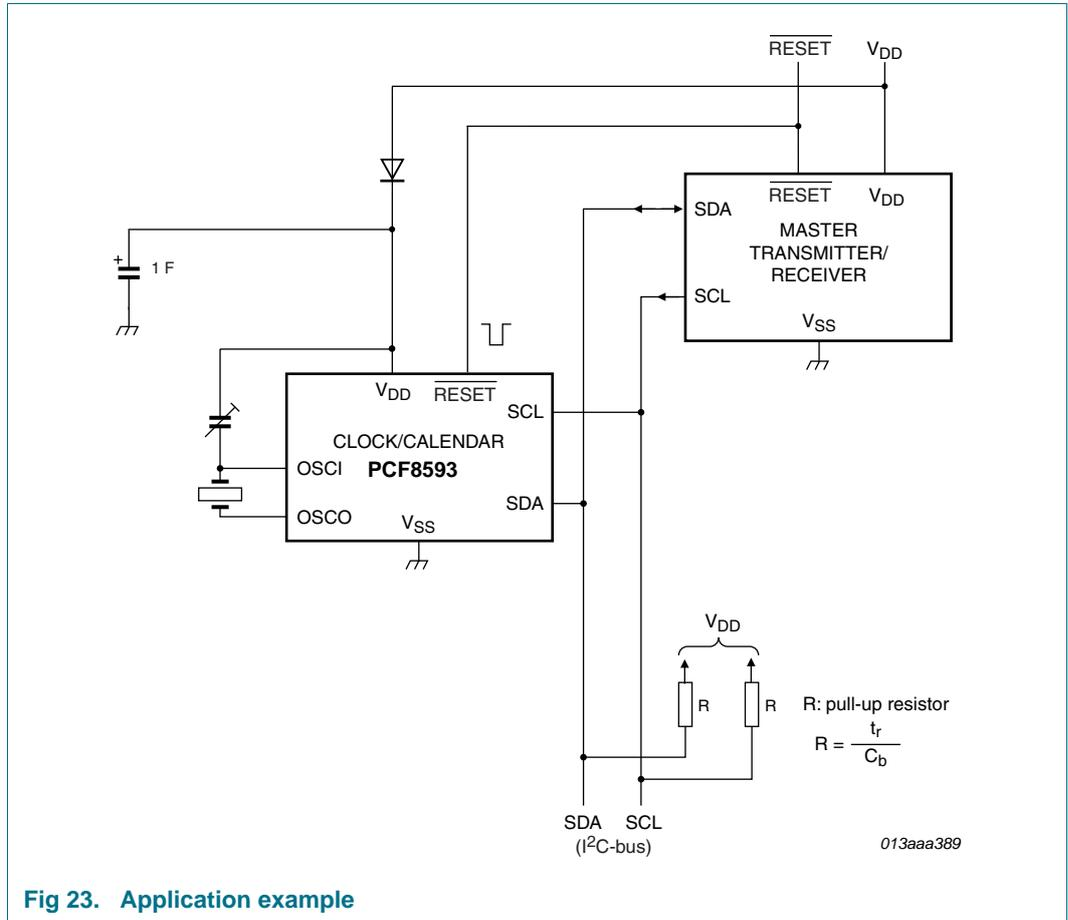 RESET VDD
RESET VDD
SDA
MASTER
TRANSMITTER/
RECEIVER
SCL
VSS
+ 1 F
VDD RESET
SCL
CLOCK/CALENDAR
OSCI PCF8593
SDA
OSCO VSS
VDD
R R R: pull-up resistor
R = tr
Cb
SDA SCL
(I2C-bus)
013aaa389
Fig 23. Application example